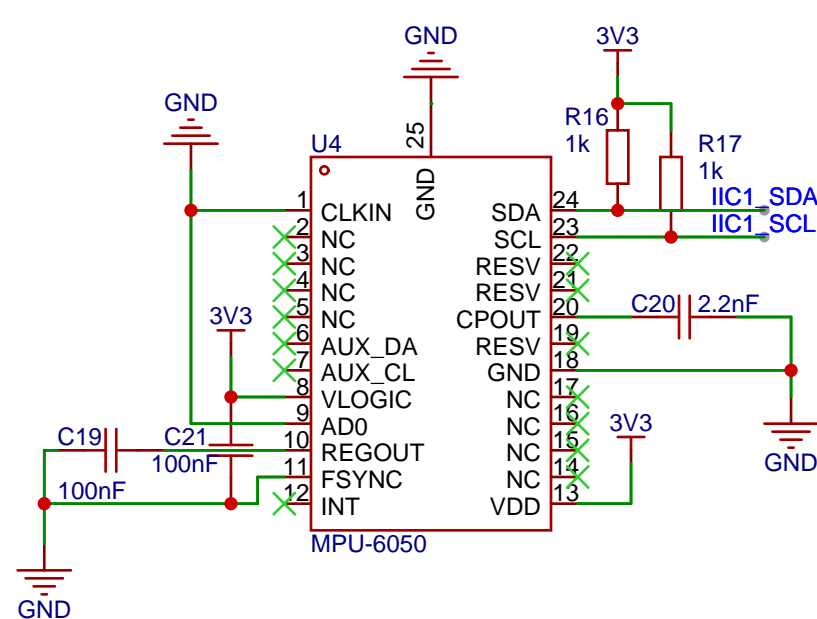 GND
3V3
GND
U4
25
GND
R16
1k
R17
1k
IIC1_SDA
IIC1_SCL
1 CLKIN
2 NC
3 NC
4 NC
5 NC
6 AUX_DA
7 AUX_CL
8 VLOGIC
9 AD0
10 REGOUT
11 FSYNC
12 INT
SDA 24
SCL 23
RESV 22
RESV 21
CPOUT 20
RESV 19
GND 18
NC 17
NC 16
NC 15
NC 14
VDD 13
3V3
C20 2.2nF
C19
100nF
C21
100nF
3V3
GND
MPU-6050
GND